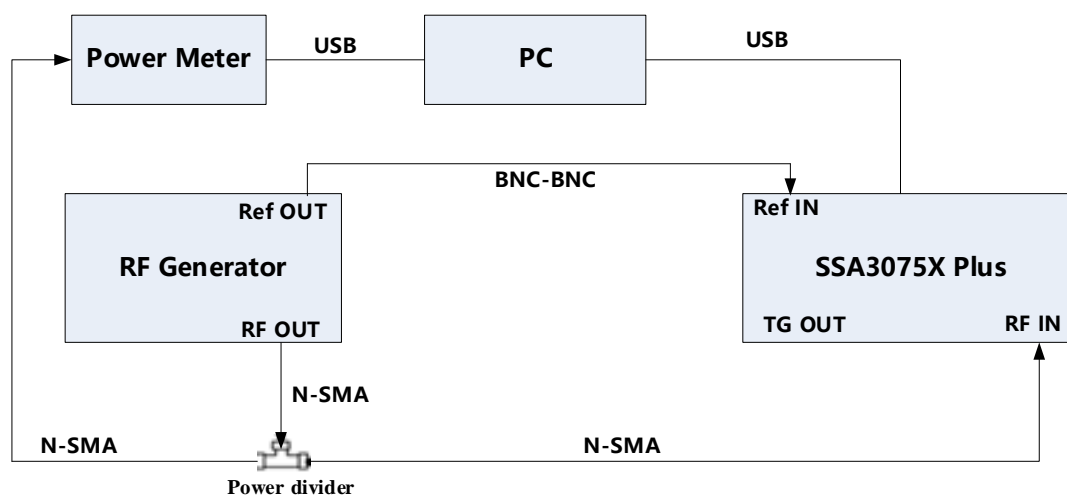 USB
USB
Power Meter
PC
BNC-BNC
Ref OUT
Ref IN
RF Generator
SSA3075X Plus
RF OUT
TG OUT
RF IN
N-SMA
N-SMA
N-SMA
Power divider